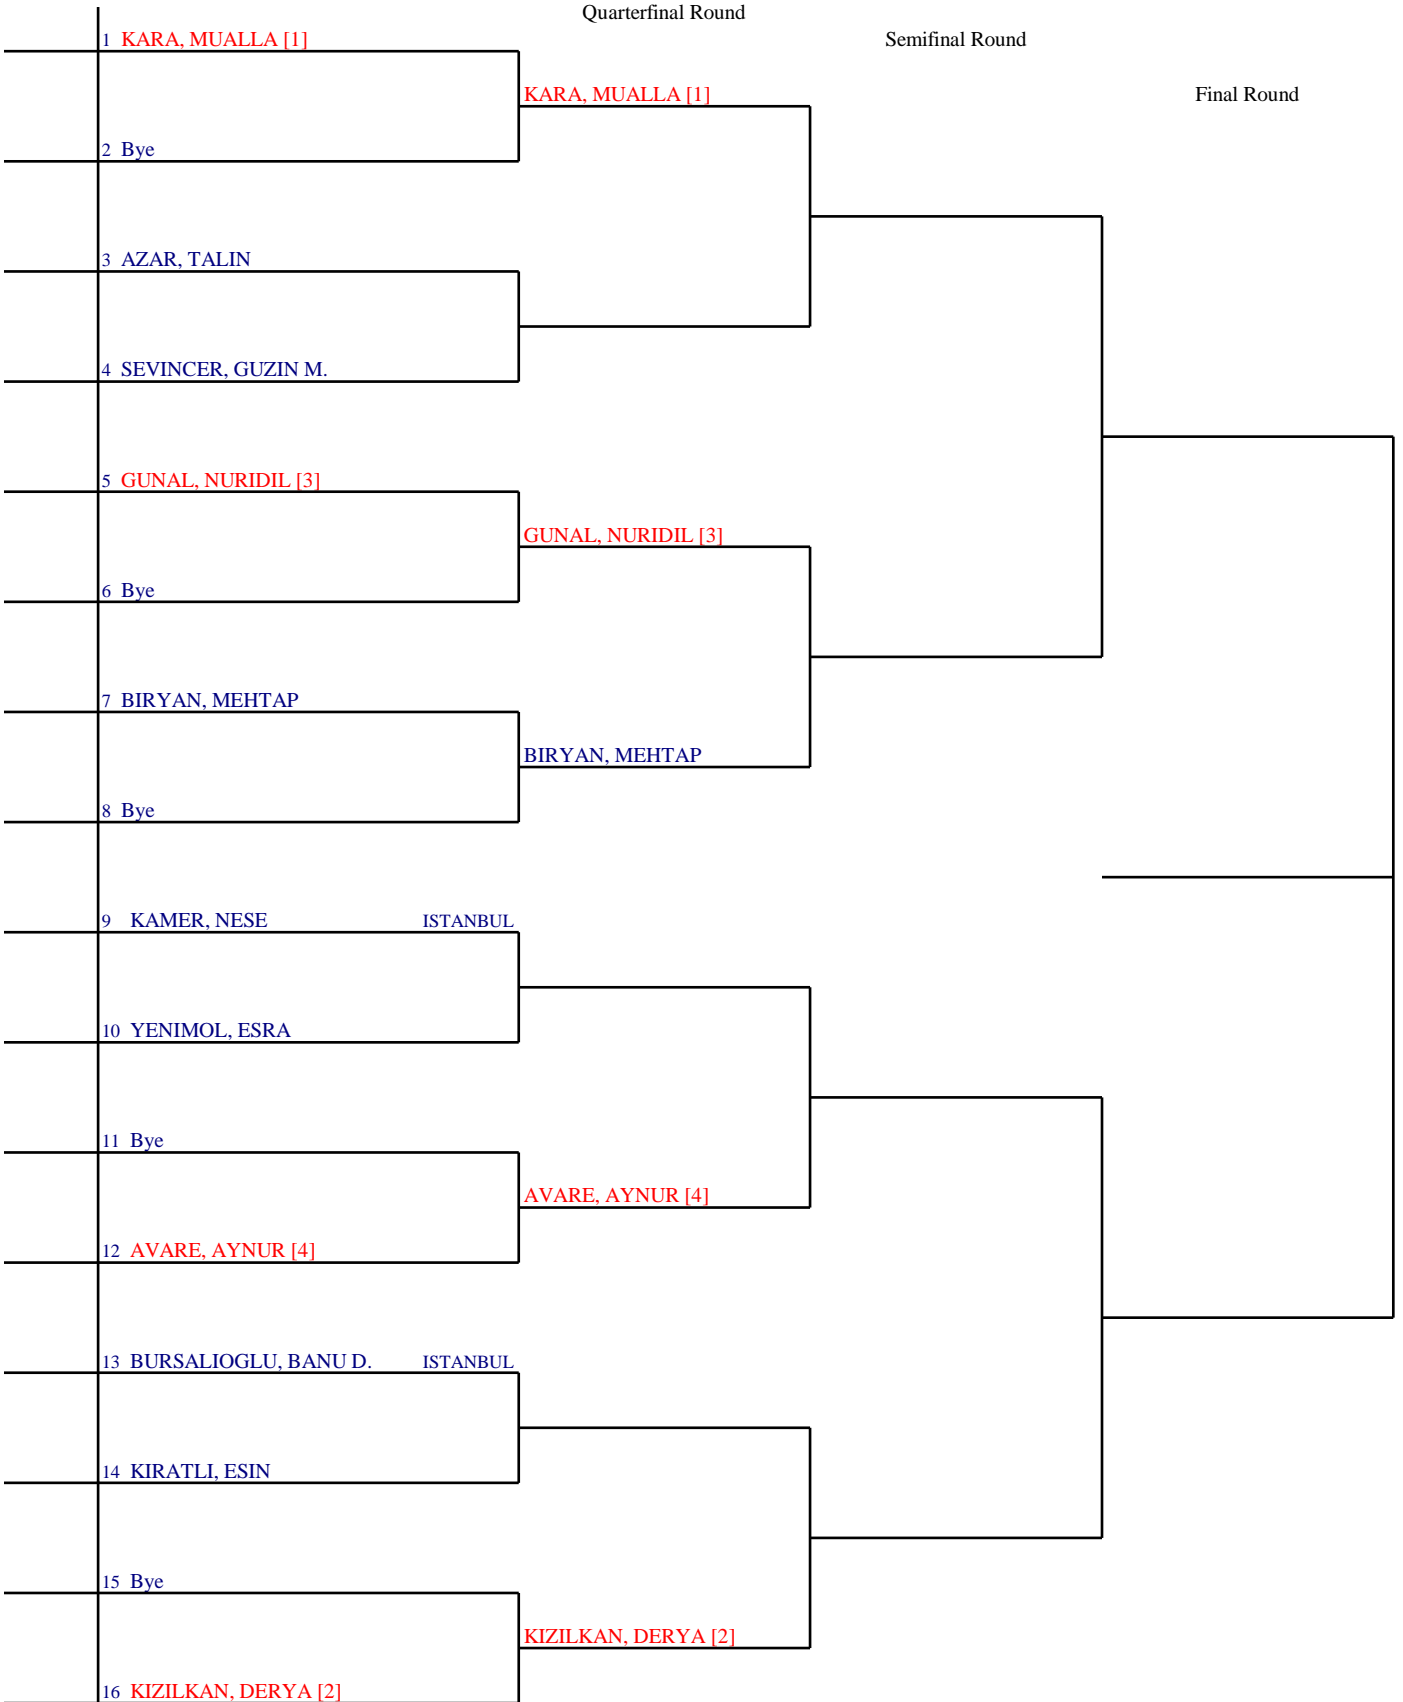 Quarterfinal Round
1 KARA, MUALLA [1]
Semifinal Round
KARA, MUALLA [1]
Final Round
2 Bye
3 AZAR, TALIN
4 SEVINCER, GUZIN M.
5 GUNAL, NURIDIL [3]
GUNAL, NURIDIL [3]
6 Bye
7 BIRYAN, MEHTAP
BIRYAN, MEHTAP
8 Bye
9 KAMER, NESE ISTANBUL
10 YENIMOL, ESRA
11 Bye
AVARE, AYNUR [4]
12 AVARE, AYNUR [4]
13 BURSALIOGLU, BANU D. ISTANBUL
14 KIRATLI, ESIN
15 Bye
KIZILKAN, DERYA [2]
16 KIZILKAN, DERYA [2]